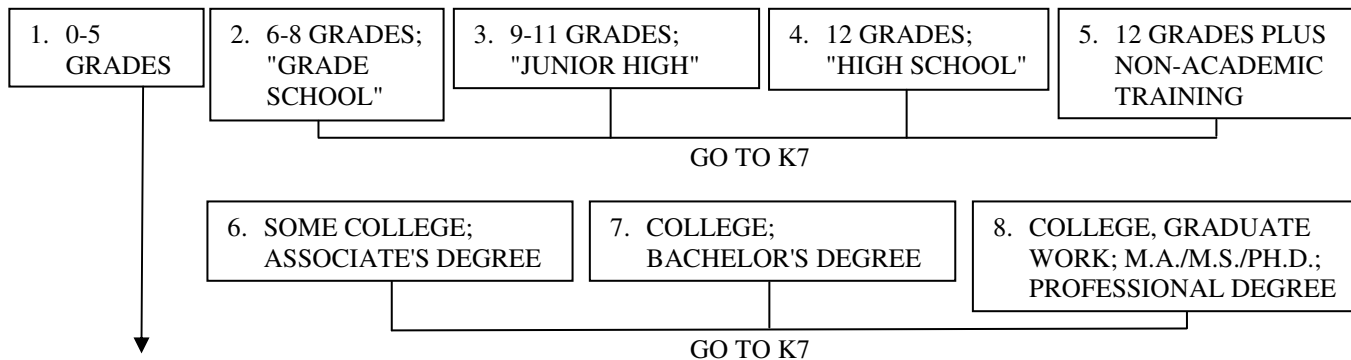 1. 0-5
GRADES
2. 6-8 GRADES;
"GRADE
SCHOOL"
3. 9-11 GRADES;
"JUNIOR HIGH"
4. 12 GRADES;
"HIGH SCHOOL"
5. 12 GRADES PLUS
NON-ACADEMIC
TRAINING
GO TO K7
6. SOME COLLEGE;
ASSOCIATE'S DEGREE
7. COLLEGE;
BACHELOR'S DEGREE
8. COLLEGE, GRADUATE
WORK; M.A./M.S./PH.D.;
PROFESSIONAL DEGREE
GO TO K7